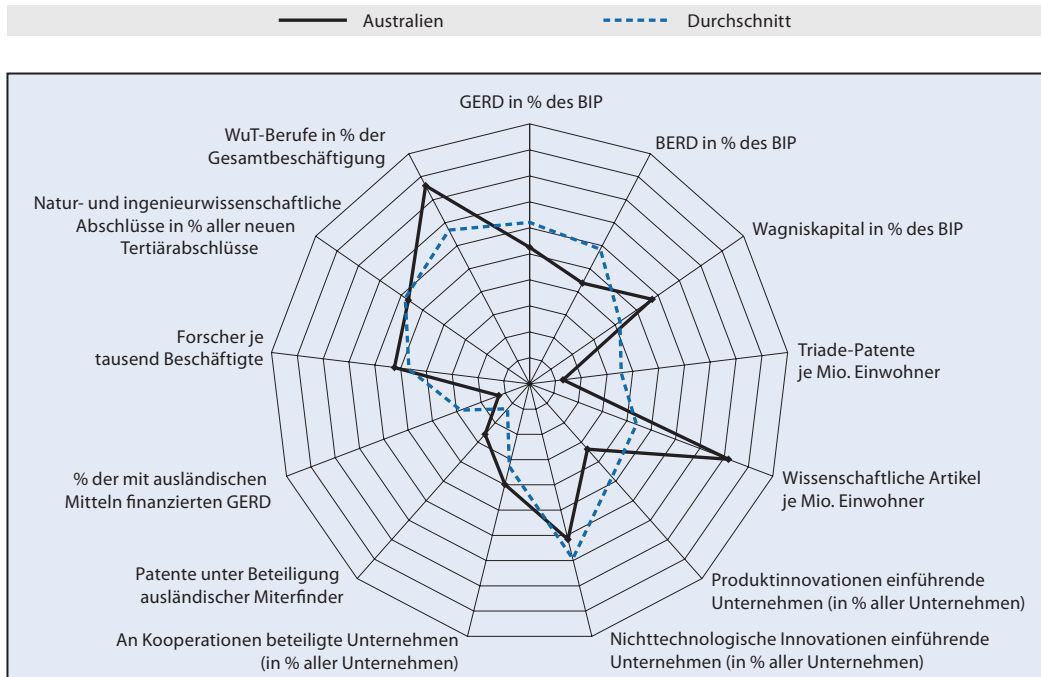 Australien
Durchschnitt
GERD in % des BIP
BERD in % des BIP
Wagniskapital in % des BIP
Triade-Patente
je Mio. Einwohner
Wissenschaftliche Artikel
je Mio. Einwohner
Produktinnovationen einführende
Unternehmen (in % aller Unternehmen)
Nichttechnologische Innovationen einführende
Unternehmen (in % aller Unternehmen)
An Kooperationen beteiligte Unternehmen
(in % aller Unternehmen)
Patente unter Beteiligung
ausländischer Miterfinder
% der mit ausländischen
Mitteln finanzierten GERD
Forscher je
tausend Beschäftigte
Natur- und ingenieurwissenschaftliche
Abschlüsse in % aller neuen
Tertiärabschlüsse
WuT-Berufe in % der
Gesamtbeschäftigung